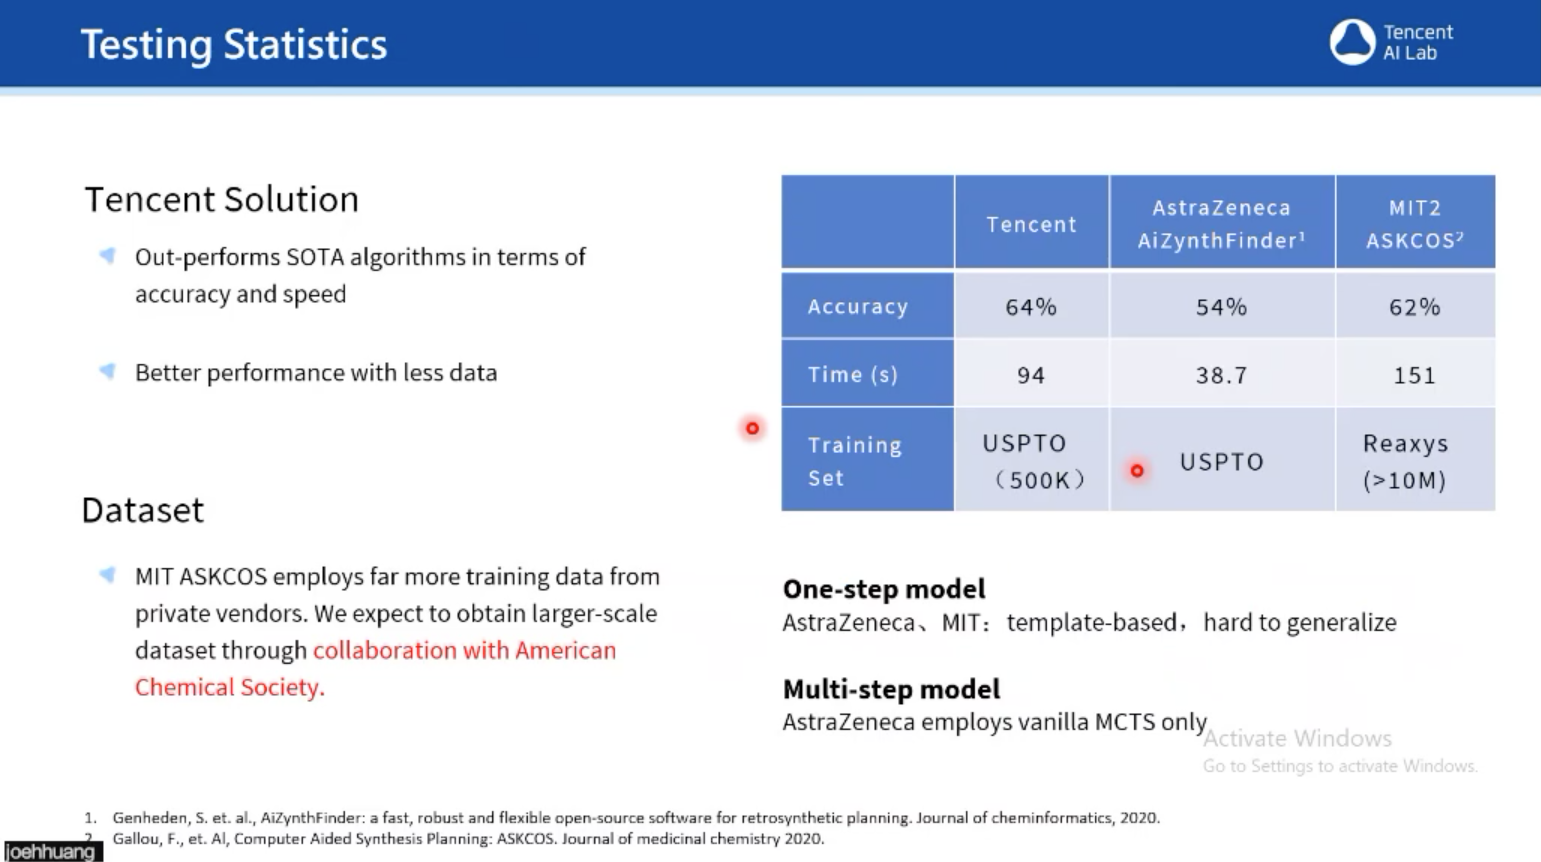 Testing Statistics
Tencent
AI Lab
Tencent Solution
Out-performs SOTA algorithms in terms of
accuracy and speed
Better performance with less data
Dataset
MIT ASKCOS employs far more training data from
private vendors. We expect to obtain larger-scale
dataset through collaboration with American
Chemical Society.
Tencent
AstraZeneca
AiZynthFinder¹
MIT2
ASKCOS²
Accuracy
64%
54%
62%
Time (s)
94
38.7
151
Training
Set
USPTO
（500K）
USPTO
Reaxys
(>10M)
One-step model
AstraZeneca、MIT：template-based，hard to generalize
Multi-step model
AstraZeneca employs vanilla MCTS only
Activate Windows
Go to Settings to activate Windows.
1. Genheden, S. et. al., AiZynthFinder: a fast, robust and flexible open-source software for retrosynthetic planning. Journal of cheminformatics, 2020.
2. Gallou, F., et. Al, Computer Aided Synthesis Planning: ASKCOS. Journal of medicinal chemistry 2020.
joehhuang